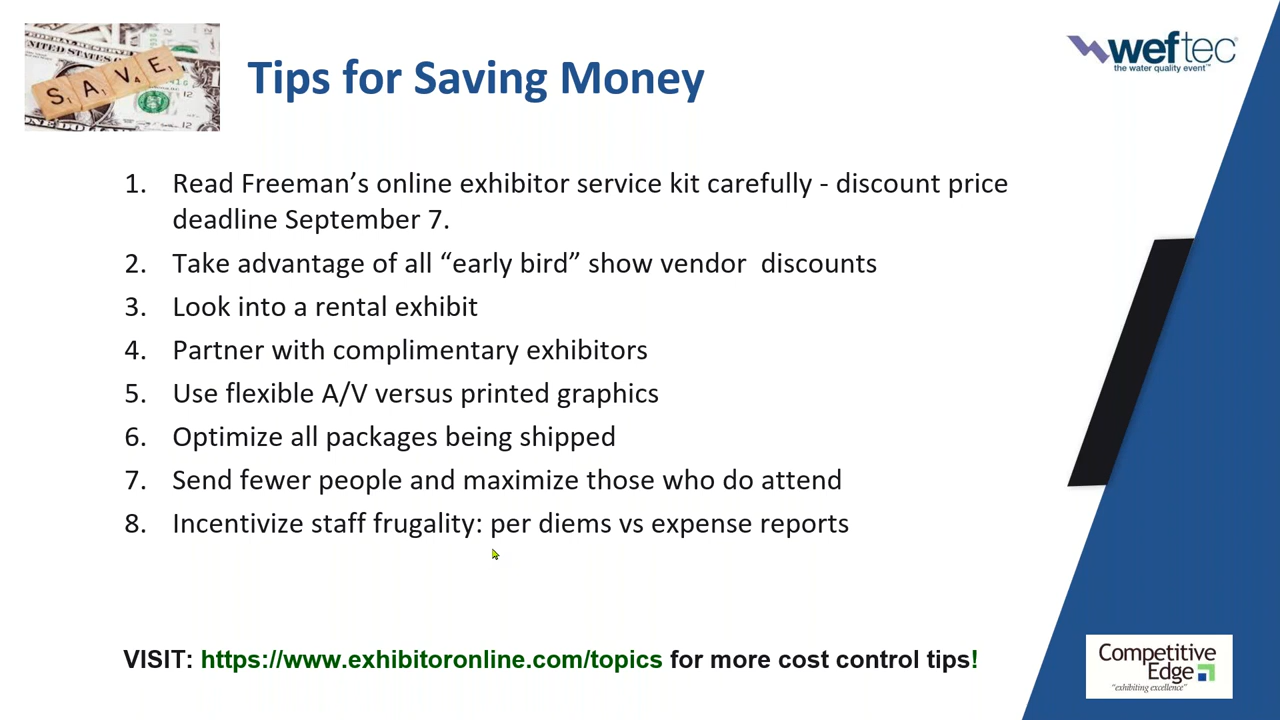 UNITED STATES
SAVE
Tips for Saving Money
weftec
the water quality event™
1. Read Freeman’s online exhibitor service kit carefully - discount price
deadline September 7.
2. Take advantage of all “early bird” show vendor  discounts
3. Look into a rental exhibit
4. Partner with complimentary exhibitors
5. Use flexible A/V versus printed graphics
6. Optimize all packages being shipped
7. Send fewer people and maximize those who do attend
8. Incentivize staff frugality: per diems vs expense reports
VISIT: https://www.exhibitoronline.com/topics for more cost control tips!
Competitive
Edge
“exhibiting excellence”